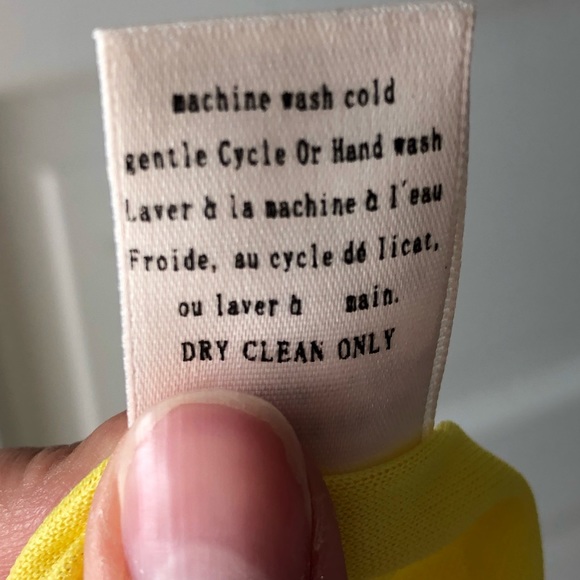 machine wash cold
gentle Cycle Or Hand wash
Laver à la machine à l'eau
Froide, au cycle dé licat,
ou laver à main.
DRY CLEAN ONLY